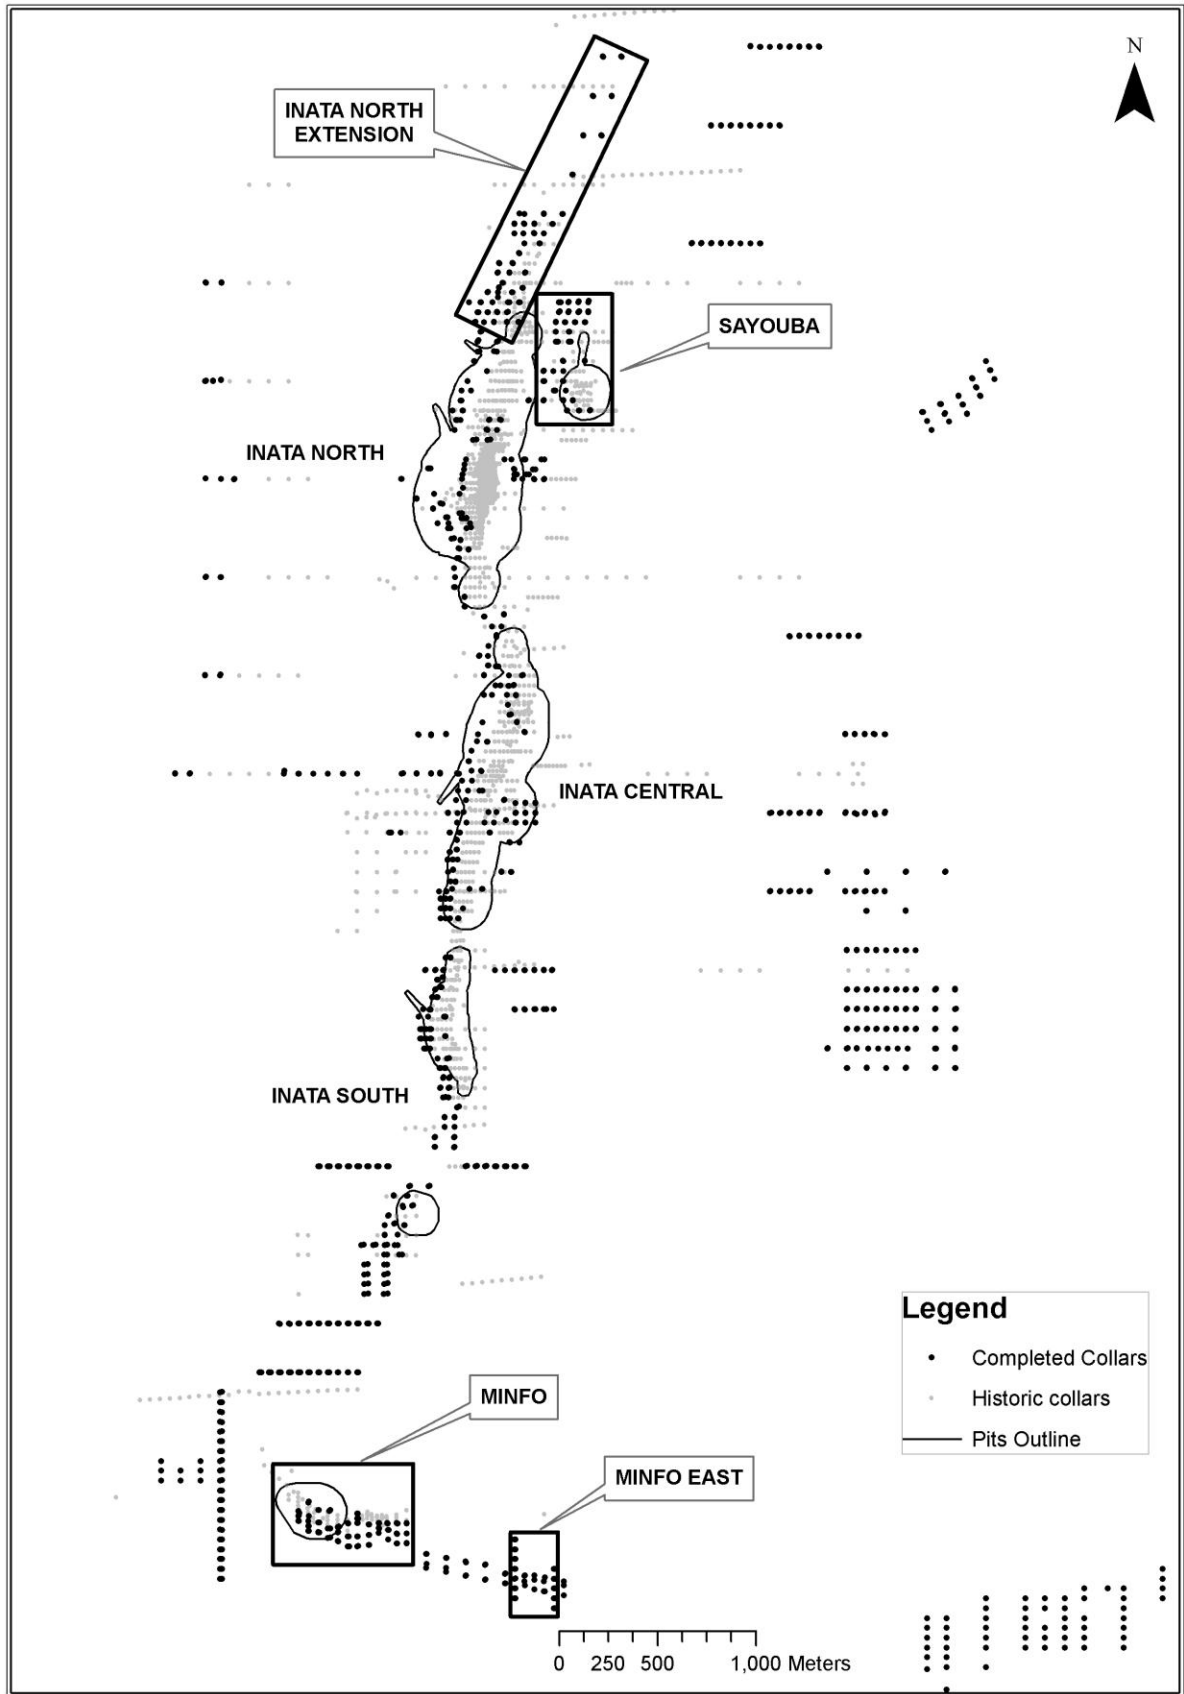 N
INATA NORTH
EXTENSION
SAYOUBA
INATA NORTH
INATA CENTRAL
INATA SOUTH
Legend
Completed Collars
Historic collars
Pits Outline
MINFO
MINFO EAST
0 250 500 1,000 Meters